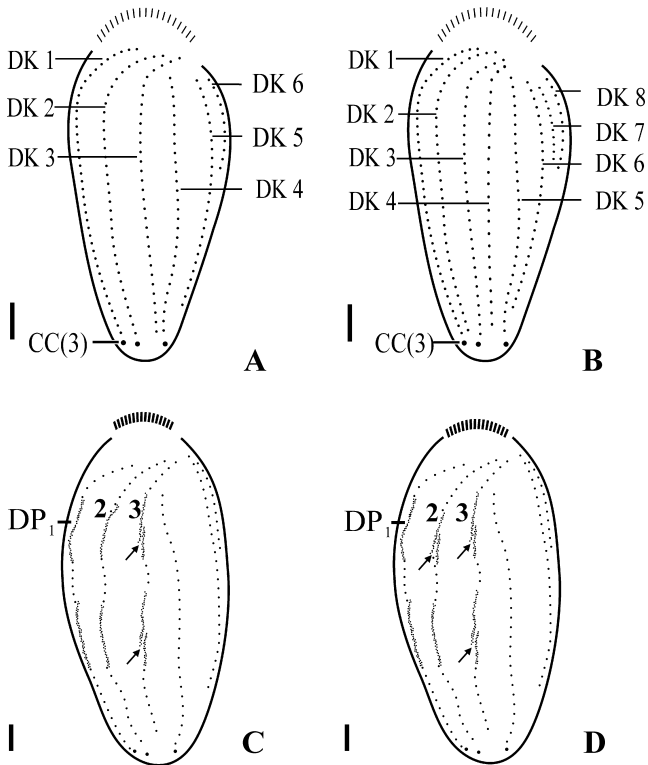 DK 1
DK 2
DK 3
DK 6
DK 5
DK 4
CC(3)
A
DK 1
DK 2
DK 3
DK 4
DK 8
DK 7
DK 6
DK 5
CC(3)
B
DP₁
2
3
C
DP₁
2
3
D